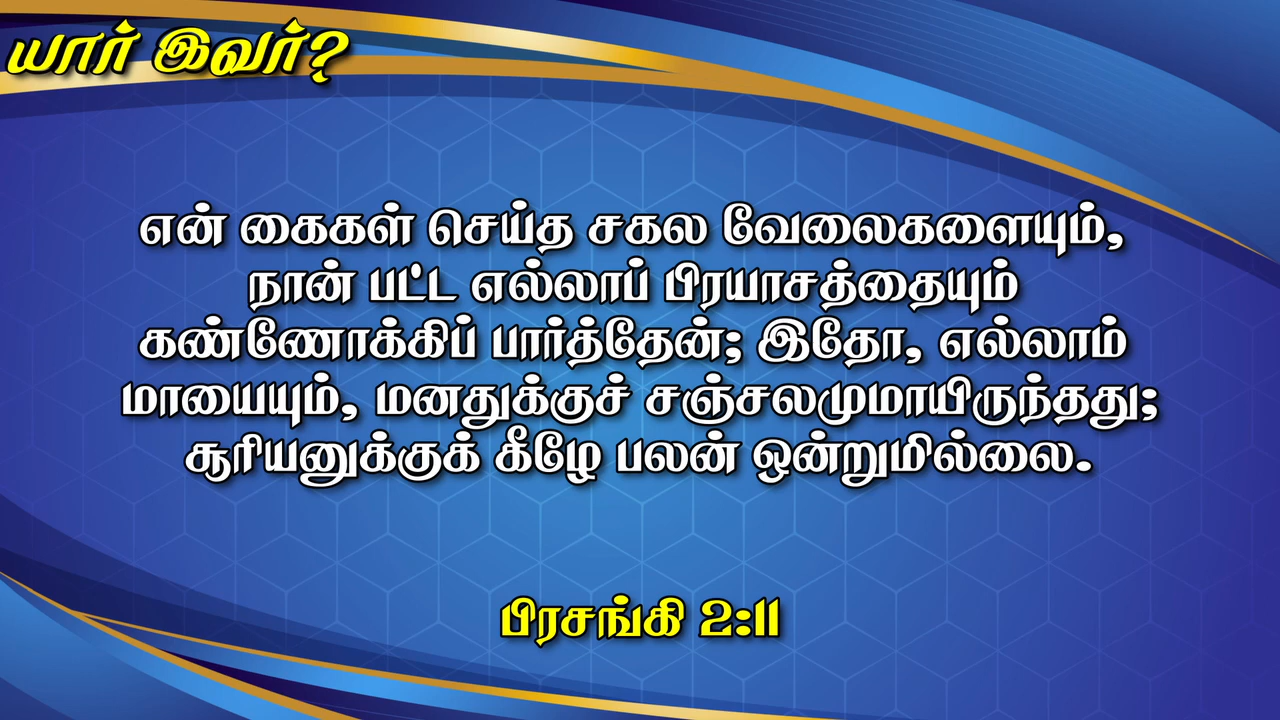 யார் இவர்?
என் கைகள் செய்த சகல வேலைகளையும்,
நான் பட்ட எல்லாப் பிரயாசத்தையும்
கண்ணோக்கிப் பார்த்தேன்; இதோ, எல்லாம்
மாயையும், மனதுக்குச் சஞ்சலமுமாயிருந்தது;
சூரியனுக்குக் கீழே பலன் ஒன்றுமில்லை.
பிரசங்கி 2:11